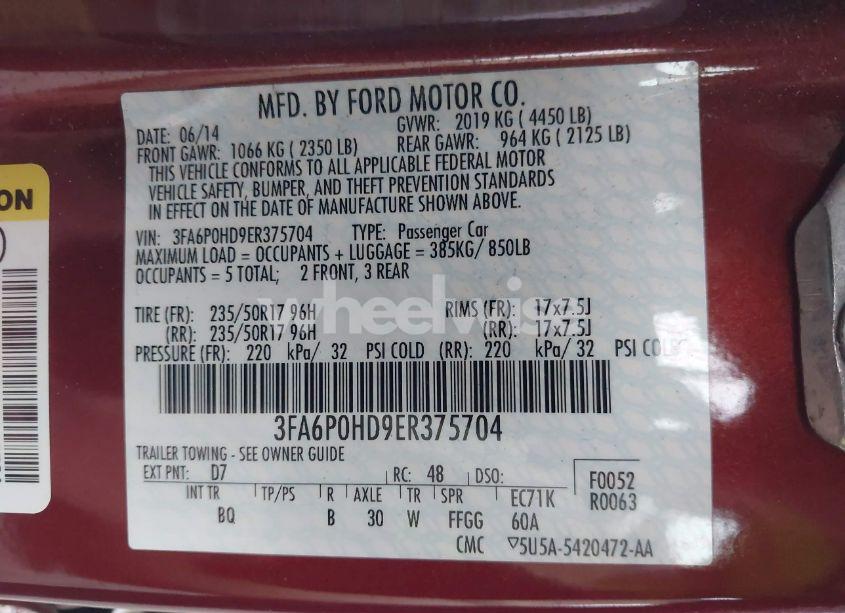 MFD. BY FORD MOTOR CO.
DATE: 06/14 GVWR: 2019 KG ( 4450 LB)
FRONT GAWR: 1066 KG ( 2350 LB) REAR GAWR: 964 KG ( 2125 LB)
THIS VEHICLE CONFORMS TO ALL APPLICABLE FEDERAL MOTOR
VEHICLE SAFETY, BUMPER, AND THEFT PREVENTION STANDARDS
IN EFFECT ON THE DATE OF MANUFACTURE SHOWN ABOVE.
ON
VIN: 3FA6P0HD9ER375704 TYPE: Passenger Car
MAXIMUM LOAD = OCCUPANTS + LUGGAGE = 385KG/ 850LB
OCCUPANTS = 5 TOTAL; 2 FRONT, 3 REAR
wheelvis
TIRE (FR): 235/50R17 96H RIMS (FR): 17x7.5J
(RR): 235/50R17 96H (RR): 17x7.5J
PRESSURE (FR): 220 kPa/ 32 PSI COLD (RR): 220 kPa/ 32 PSI COLD
3FA6P0HD9ER375704
TRAILER TOWING - SEE OWNER GUIDE
EXT PNT: D7 RC: 48 DSO: F0052
R0063
INT TR TP/PS R AXLE TR SPR EC71K
BQ B 30 W FFGG 60A
CMC ▽5U5A-5420472-AA